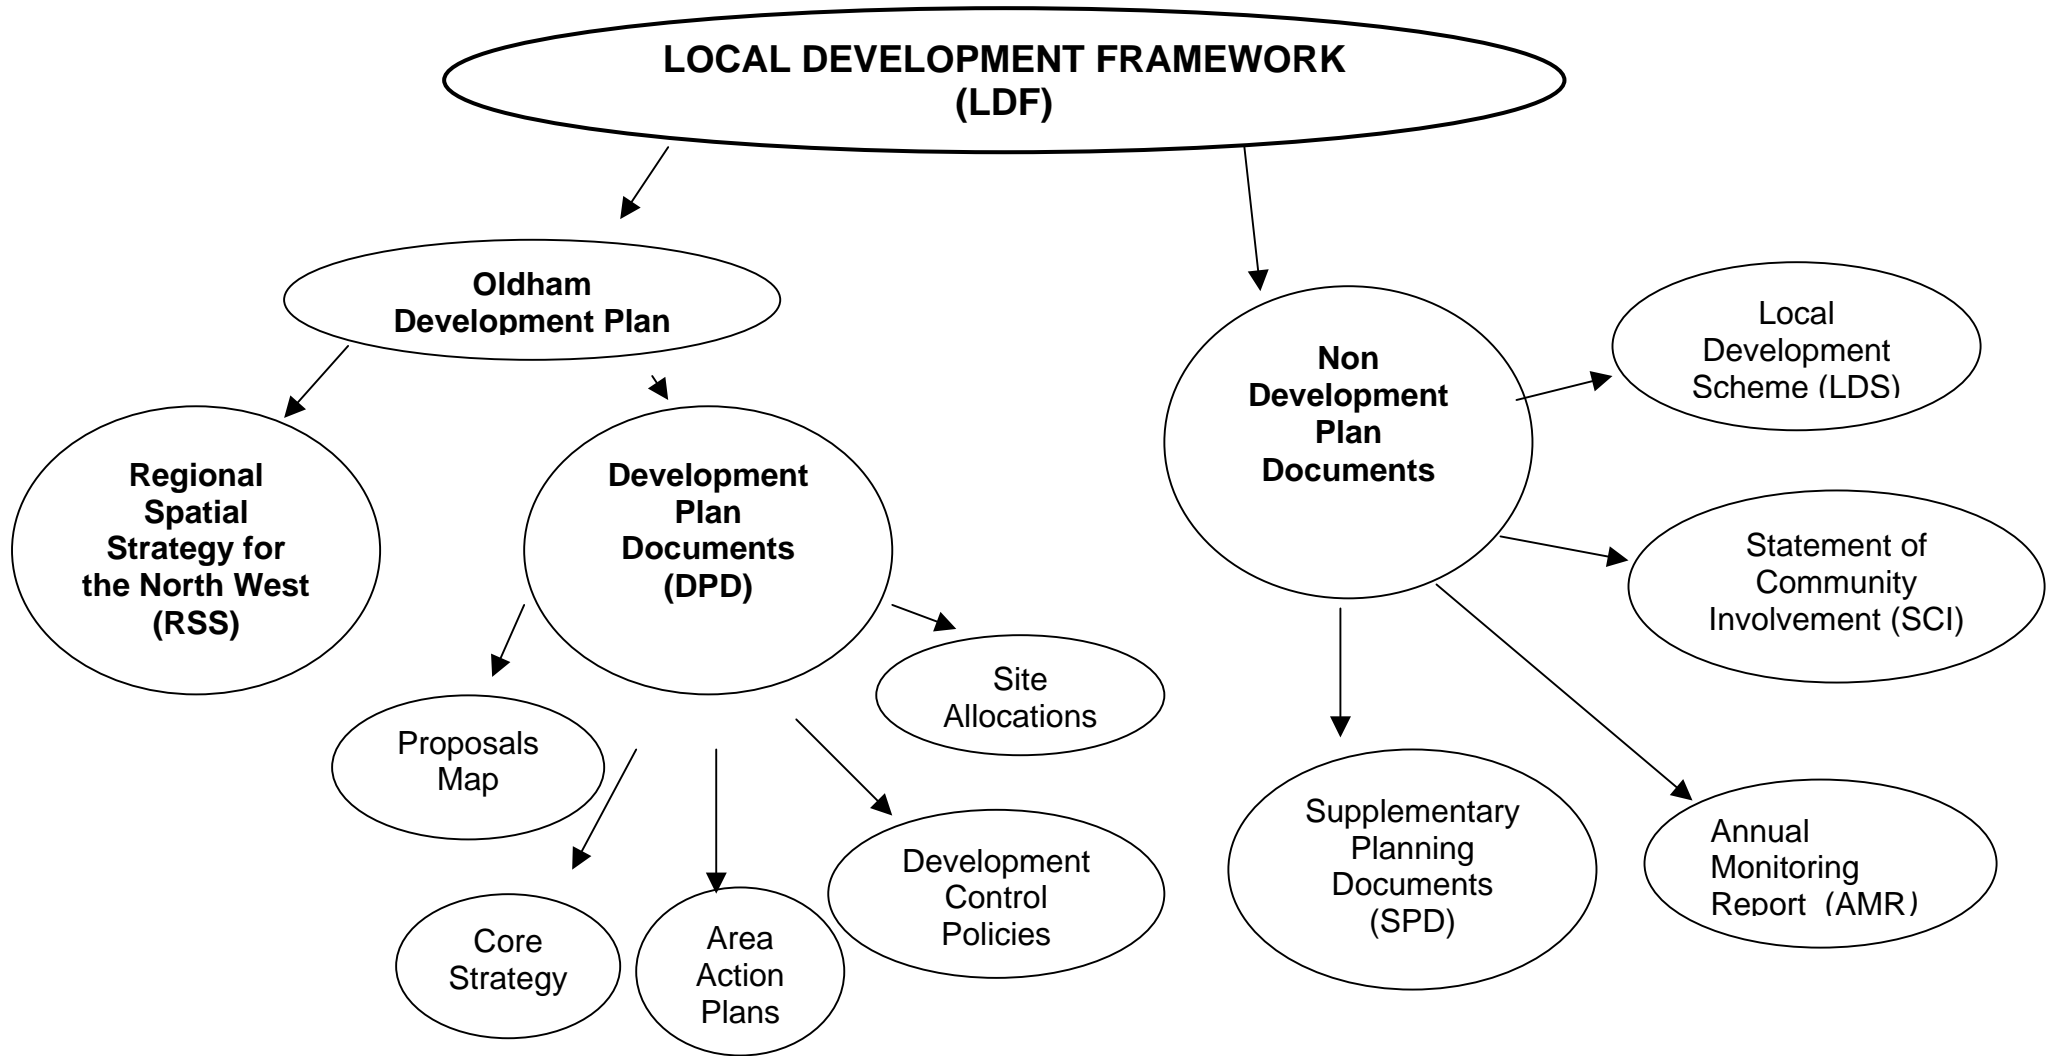 LOCAL DEVELOPMENT FRAMEWORK
(LDF)
Oldham
Development Plan
Regional
Spatial
Strategy for
the North West
(RSS)
Development
Plan
Documents
(DPD)
Non
Development
Plan
Documents
Local
Development
Scheme (LDS)
Statement of
Community
Involvement (SCI)
Site
Allocations
Proposals
Map
Core
Strategy
Area
Action
Plans
Development
Control
Policies
Supplementary
Planning
Documents
(SPD)
Annual
Monitoring
Report (AMR)